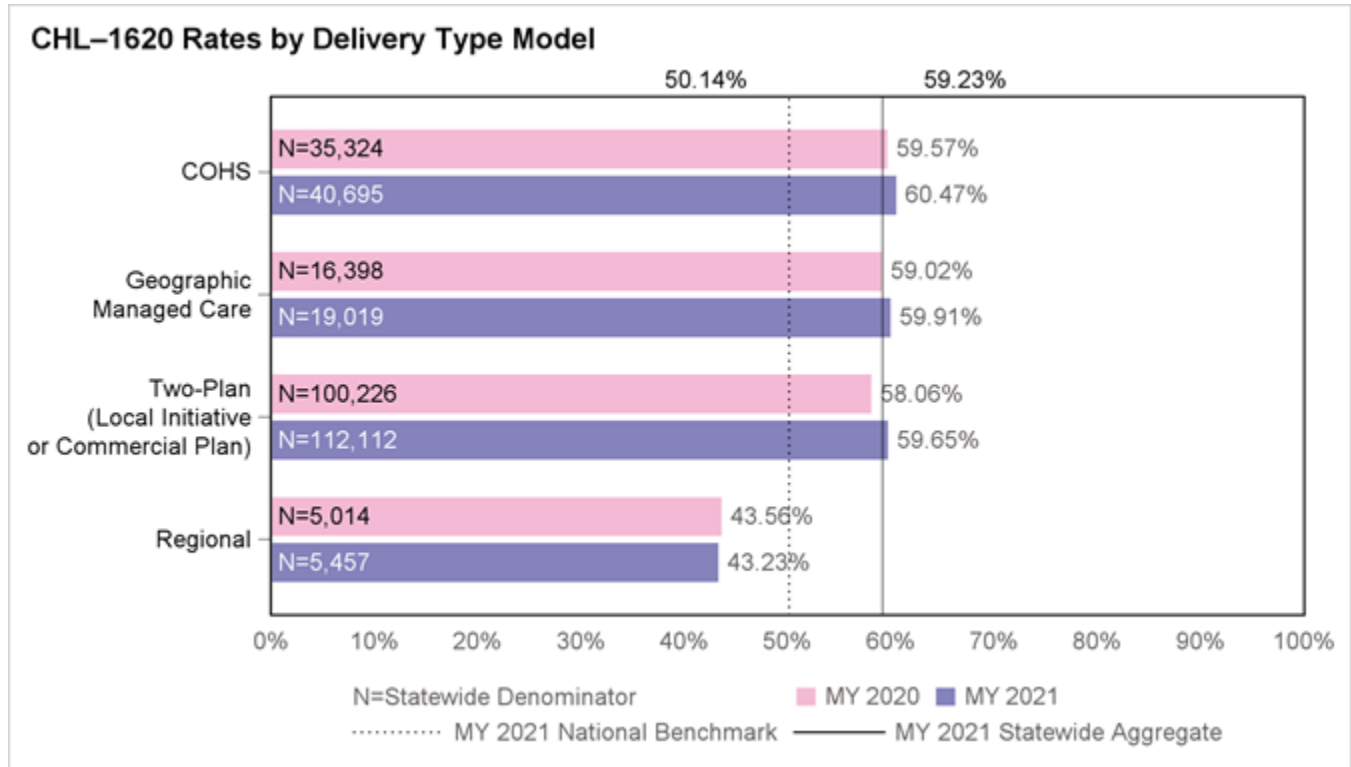 CHL–1620 Rates by Delivery Type Model
50.14% 59.23%
COHS
N=35,324 59.57%
N=40,695 60.47%
Geographic
Managed Care
N=16,398 59.02%
N=19,019 59.91%
Two-Plan
(Local Initiative
or Commercial Plan)
N=100,226 58.06%
N=112,112 59.65%
Regional
N=5,014 43.56%
N=5,457 43.23%
0% 10% 20% 30% 40% 50% 60% 70% 80% 90% 100%
N=Statewide Denominator MY 2020 MY 2021
MY 2021 National Benchmark MY 2021 Statewide Aggregate